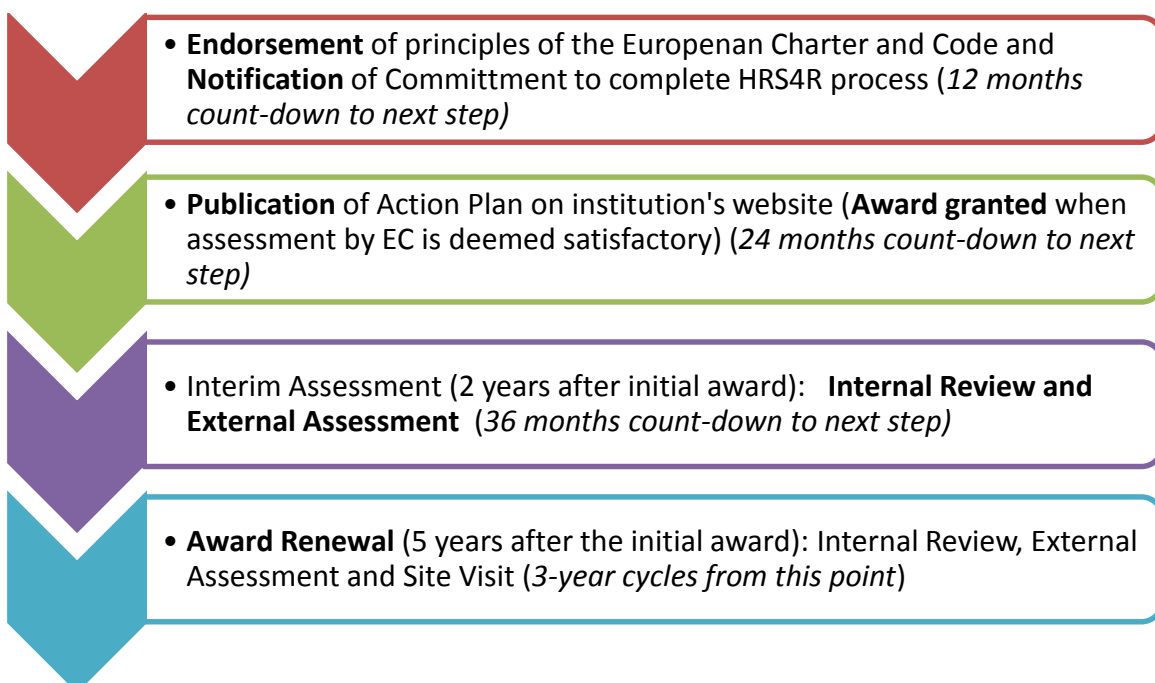 • Endorsement of principles of the Europenan Charter and Code and
Notification of Committment to complete HRS4R process (12 months
count-down to next step)
• Publication of Action Plan on institution's website (Award granted when
assessment by EC is deemed satisfactory) (24 months count-down to next
step)
• Interim Assessment (2 years after initial award): Internal Review and
External Assessment (36 months count-down to next step)
• Award Renewal (5 years after the initial award): Internal Review, External
Assessment and Site Visit (3-year cycles from this point)